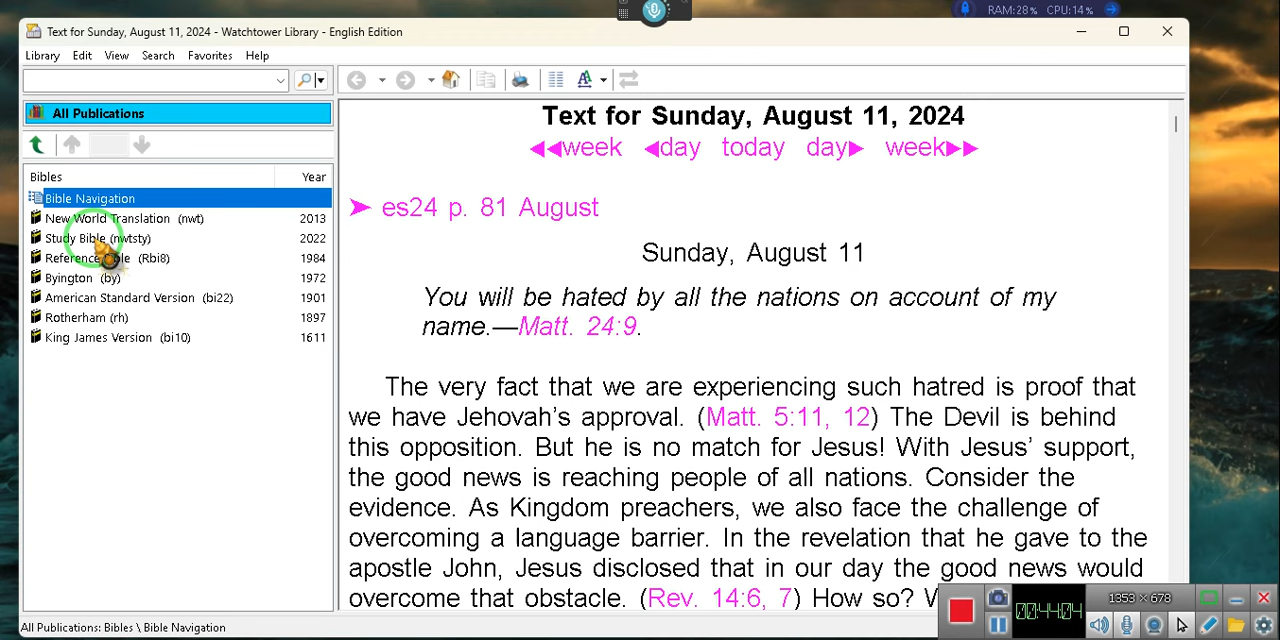 RAM:28% CPU:14%
Text for Sunday, August 11, 2024 - Watchtower Library - English Edition
Library Edit View Search Favorites Help
All Publications
Bibles Year
Bible Navigation
New World Translation (nwt) 2013
Study Bible (nwtsty) 2022
Reference Bible (Rbi8) 1984
Byington (by) 1972
American Standard Version (bi22) 1901
Rotherham (rh) 1897
King James Version (bi10) 1611
Text for Sunday, August 11, 2024
◀◀week ◀day today day▶ week▶▶
➤ es24 p. 81 August
Sunday, August 11
You will be hated by all the nations on account of my
name.—Matt. 24:9.
The very fact that we are experiencing such hatred is proof that
we have Jehovah’s approval. (Matt. 5:11, 12) The Devil is behind
this opposition. But he is no match for Jesus! With Jesus’ support,
the good news is reaching people of all nations. Consider the
evidence. As Kingdom preachers, we also face the challenge of
overcoming a language barrier. In the revelation that he gave to the
apostle John, Jesus disclosed that in our day the good news would
overcome that obstacle. (Rev. 14:6, 7) How so?
All Publications: Bibles \ Bible Navigation
00:44:04
1353 × 678